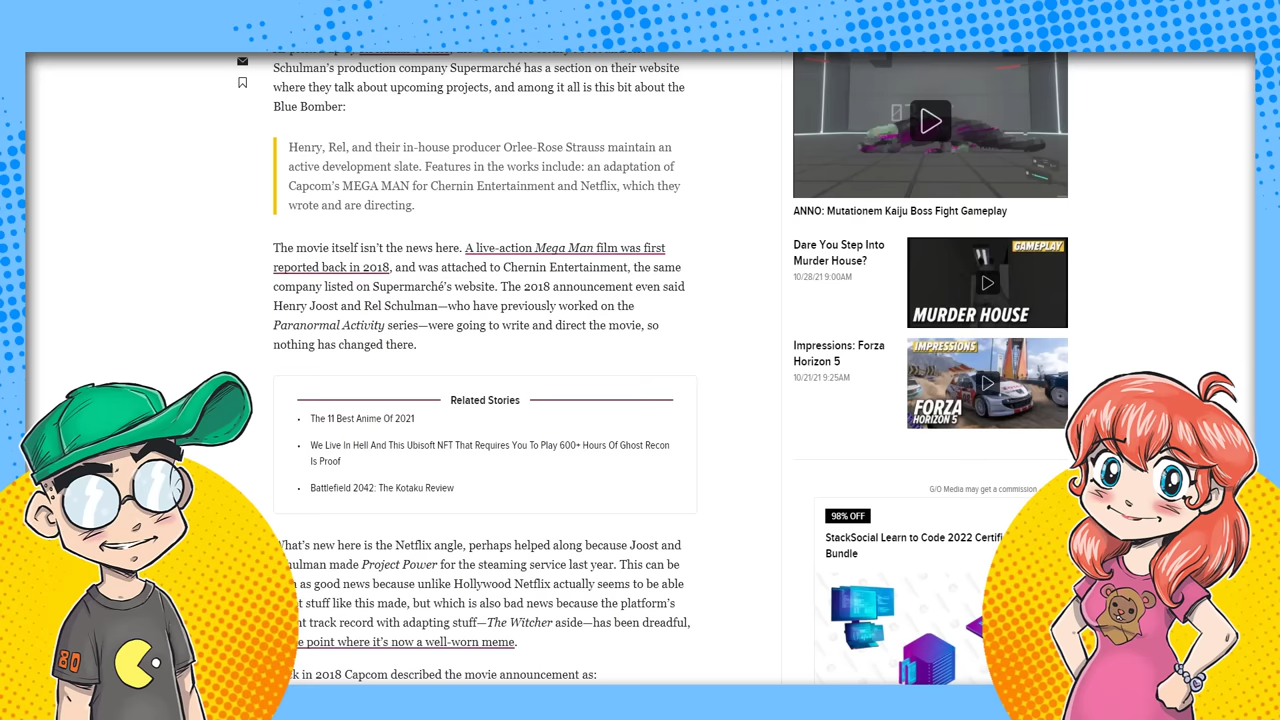 Schulman's production company Supermarché has a section on their website
where they talk about upcoming projects, and among it all is this bit about the
Blue Bomber:
Henry, Rel, and their in-house producer Orlee-Rose Strauss maintain an
active development slate. Features in the works include: an adaptation of
Capcom's MEGA MAN for Chernin Entertainment and Netflix, which they
wrote and are directing.
The movie itself isn't the news here. A live-action Mega Man film was first
reported back in 2018, and was attached to Chernin Entertainment, the same
company listed on Supermarché's website. The 2018 announcement even said
Henry Joost and Rel Schulman—who have previously worked on the
Paranormal Activity series—were going to write and direct the movie, so
nothing has changed there.
Related Stories
• The 11 Best Anime Of 2021
• We Live In Hell And This Ubisoft NFT That Requires You To Play 600+ Hours Of Ghost Recon
Is Proof
• Battlefield 2042: The Kotaku Review
What's new here is the Netflix angle, perhaps helped along because Joost and
hulman made Project Power for the steaming service last year. This can be
as good news because unlike Hollywood Netflix actually seems to be able
t stuff like this made, but which is also bad news because the platform's
nt track record with adapting stuff—The Witcher aside—has been dreadful,
e point where it's now a well-worn meme.
k in 2018 Capcom described the movie announcement as:
ANNO: Mutationem Kaiju Boss Fight Gameplay
Dare You Step Into
Murder House?
10/28/21 9:00AM
GAMEPLAY
MURDER HOUSE
Impressions: Forza
Horizon 5
10/21/21 9:25AM
IMPRESSIONS
FORZA
HORIZON 5
G/O Media may get a commission
98% OFF
StackSocial Learn to Code 2022 Certifi
Bundle
80